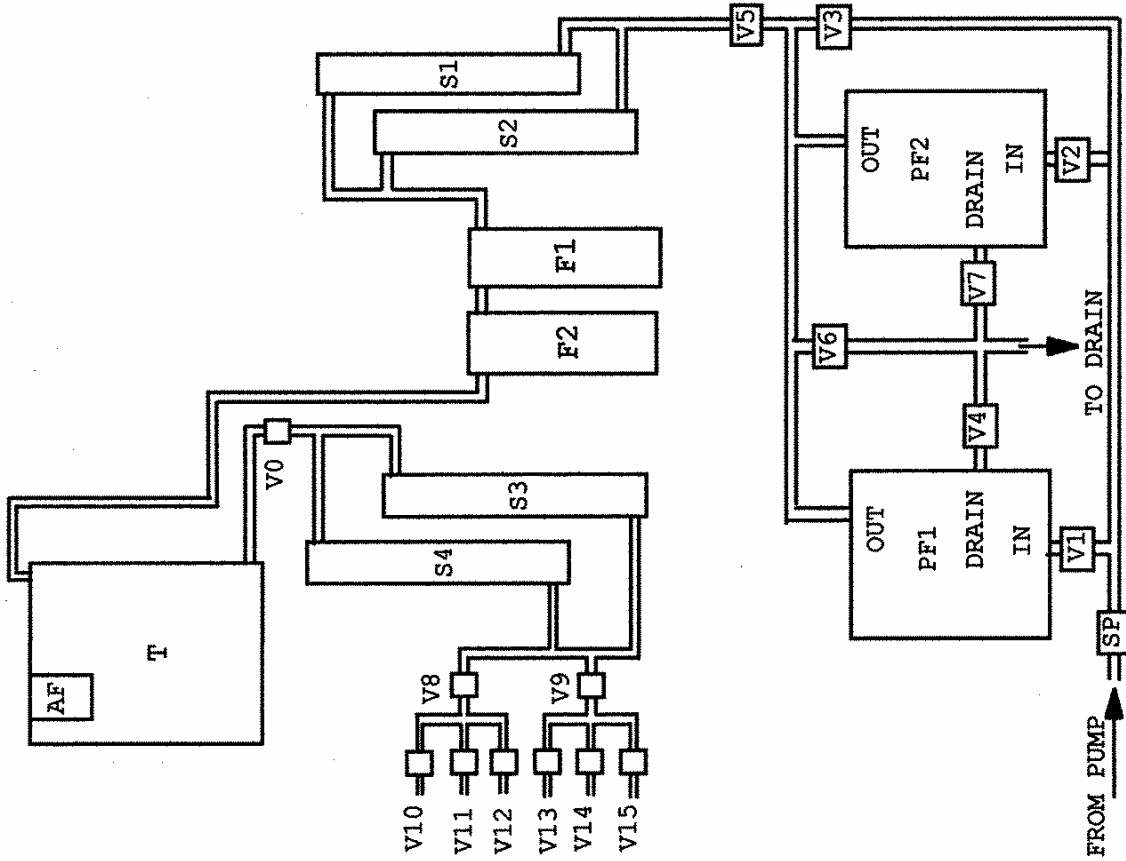 V5
V3
S1
S2
OUT
PF2
DRAIN
IN
V2
F1
F2
V7
V6
TO DRAIN
V0
V4
S3
S4
OUT
PF1
DRAIN
IN
V1
T
AF
SP
V8
V9
V10
V11
V12
V13
V14
V15
FROM PUMP